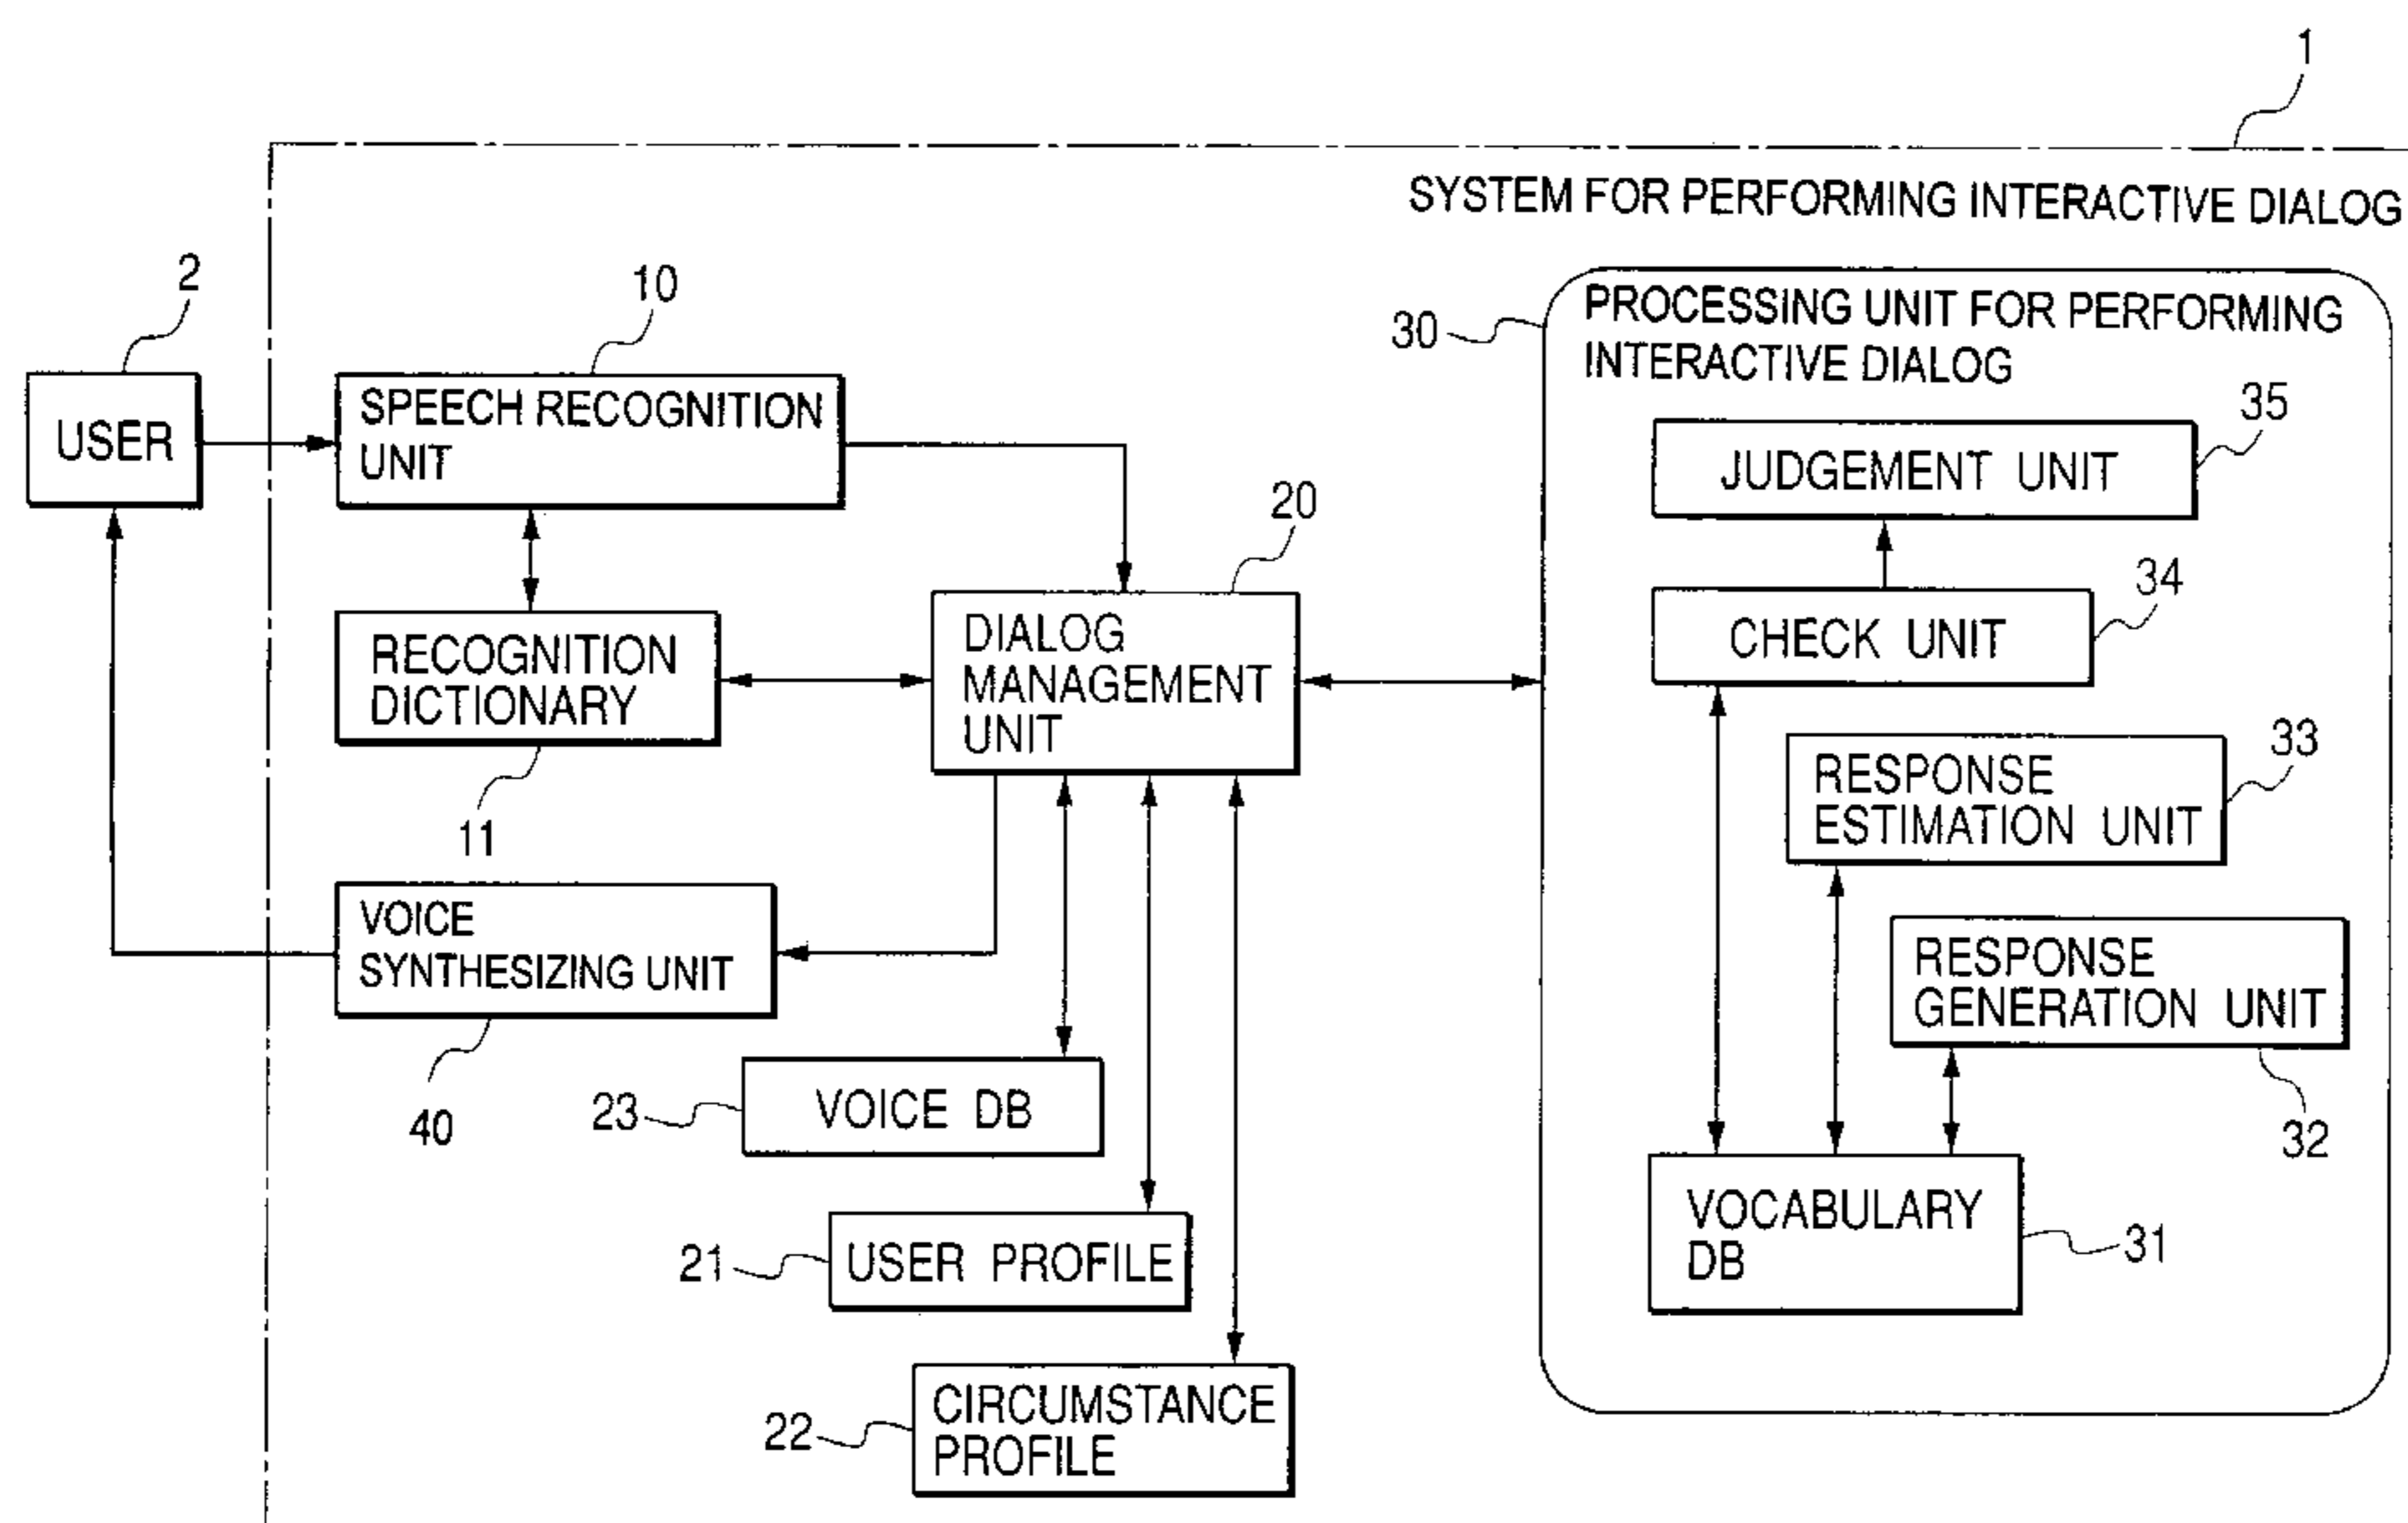 1
SYSTEM FOR PERFORMING INTERACTIVE DIALOG
2
USER
10
SPEECH RECOGNITION
UNIT
RECOGNITION
DICTIONARY
11
20
DIALOG
MANAGEMENT
UNIT
VOICE
SYNTHESIZING UNIT
40
23
VOICE DB
21
USER PROFILE
22
CIRCUMSTANCE
PROFILE
30
PROCESSING UNIT FOR PERFORMING
INTERACTIVE DIALOG
35
JUDGEMENT UNIT
34
CHECK UNIT
33
RESPONSE
ESTIMATION UNIT
RESPONSE
GENERATION UNIT
32
VOCABULARY
DB
31